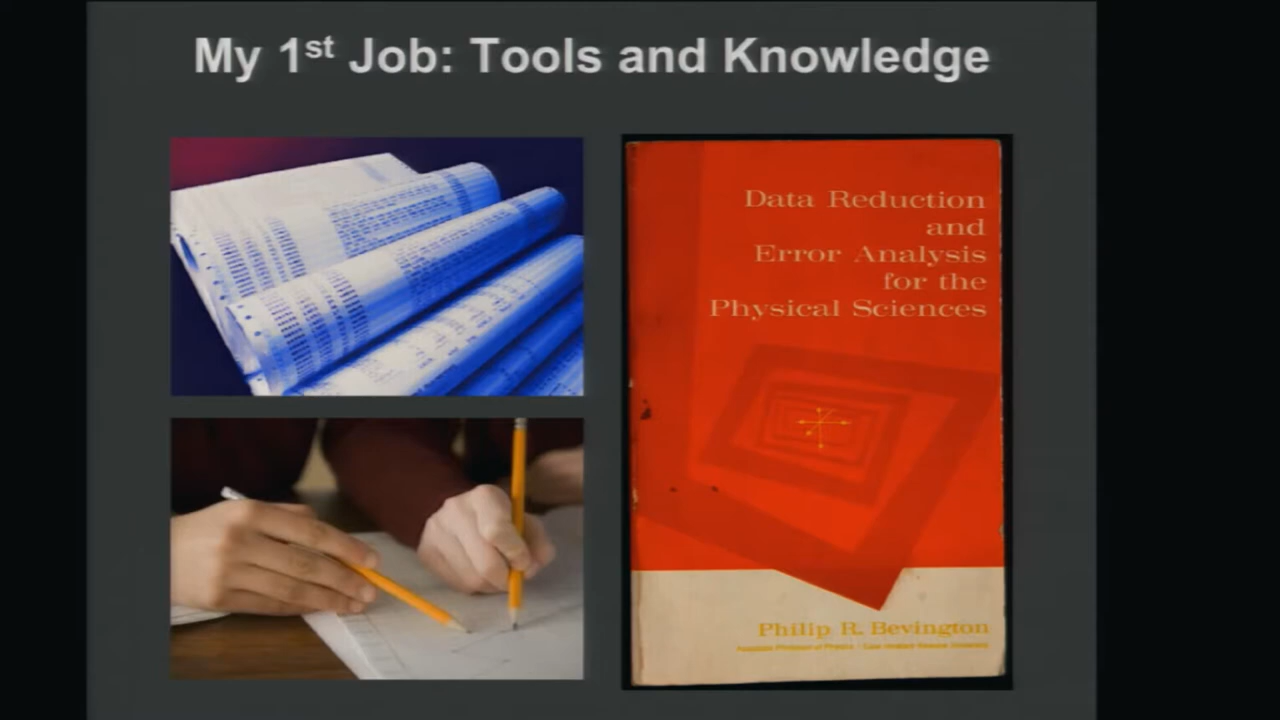 My 1st Job: Tools and Knowledge
Data Reduction
and
Error Analysis
for the
Physical Sciences
Philip R. Bevington